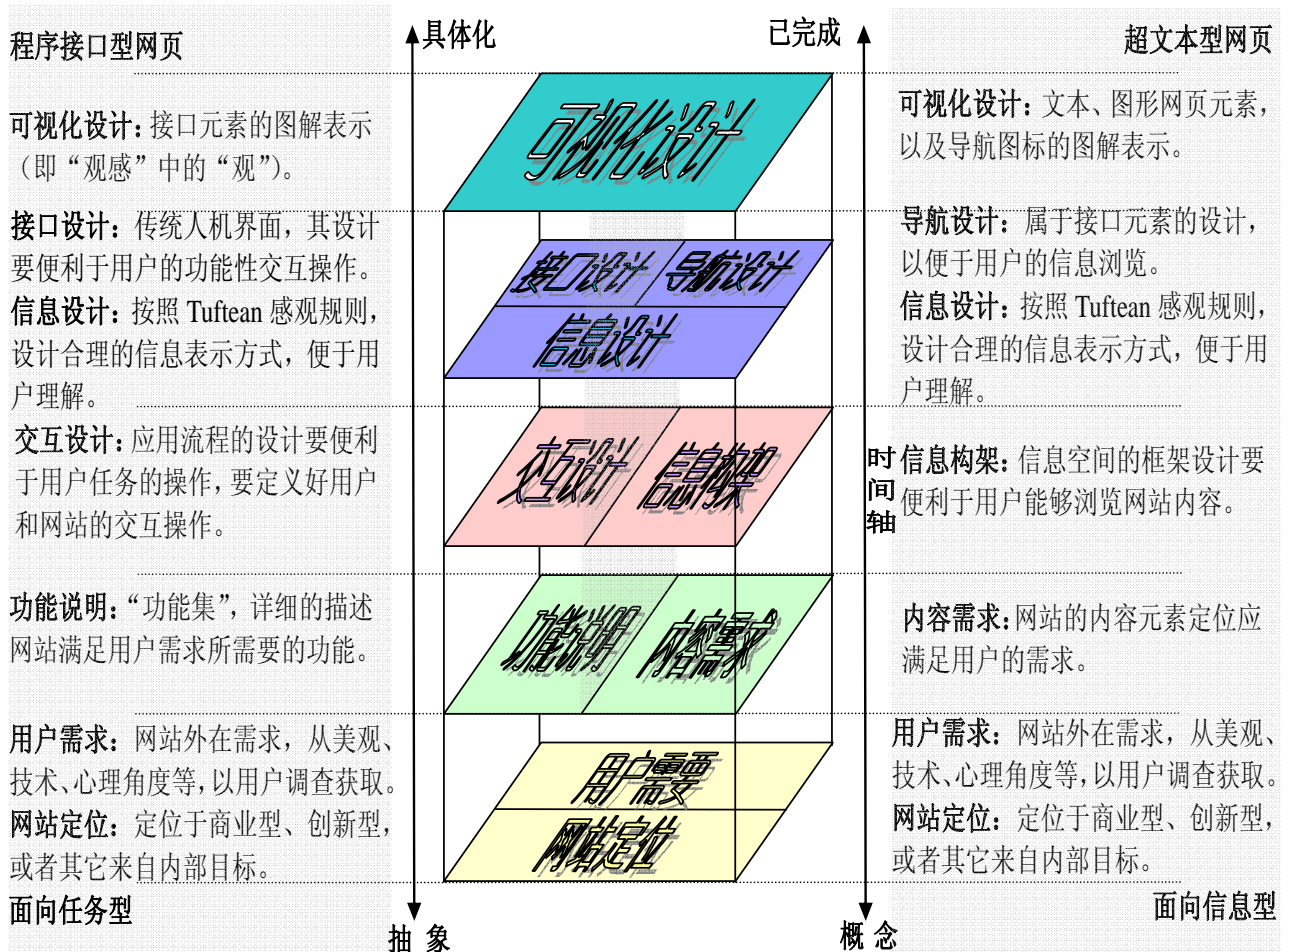 程序接口型网页
具体化
已完成
超文本型网页
可视化设计：接口元素的图解表示
（即“观感”中的“观”）。
可视化设计
可视化设计：文本、图形网页元素，
以及导航图标的图解表示。
接口设计：传统人机界面，其设计
要便利于用户的功能性交互操作。
信息设计：按照 Tuftean 感观规则，
设计合理的信息表示方式，便于用
户理解。
接口设计
导航设计
信息设计
导航设计：属于接口元素的设计，
以便于用户的信息浏览。
信息设计：按照 Tuftean 感观规则，
设计合理的信息表示方式，便于用
户理解。
交互设计：应用流程的设计要便利
于用户任务的操作，要定义好用户
和网站的交互操作。
交互设计
信息构架
时
间
轴
信息构架：信息空间的框架设计要
便利于用户能够浏览网站内容。
功能说明：“功能集”，详细的描述
网站满足用户需求所需要的功能。
功能说明
内容需求
内容需求：网站的内容元素定位应
满足用户的需求。
用户需求：网站外在需求，从美观、
技术、心理角度等，以用户调查获取。
网站定位：定位于商业型、创新型，
或者其它来自内部目标。
用户需要
网站定位
用户需求：网站外在需求，从美观、
技术、心理角度等，以用户调查获取。
网站定位：定位于商业型、创新型，
或者其它来自内部目标。
面向任务型
抽 象
概 念
面向信息型